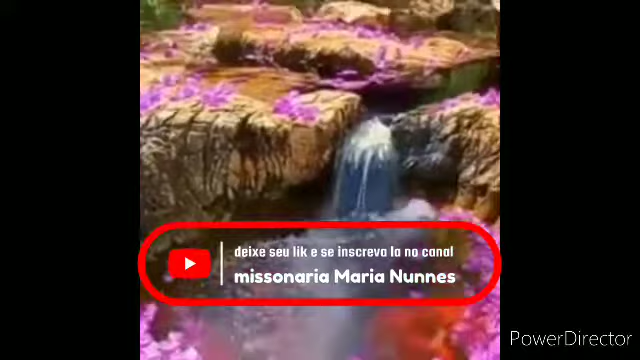 deixe seu lik e se inscreva la no canal
missonaria Maria Nunnes
PowerDirector